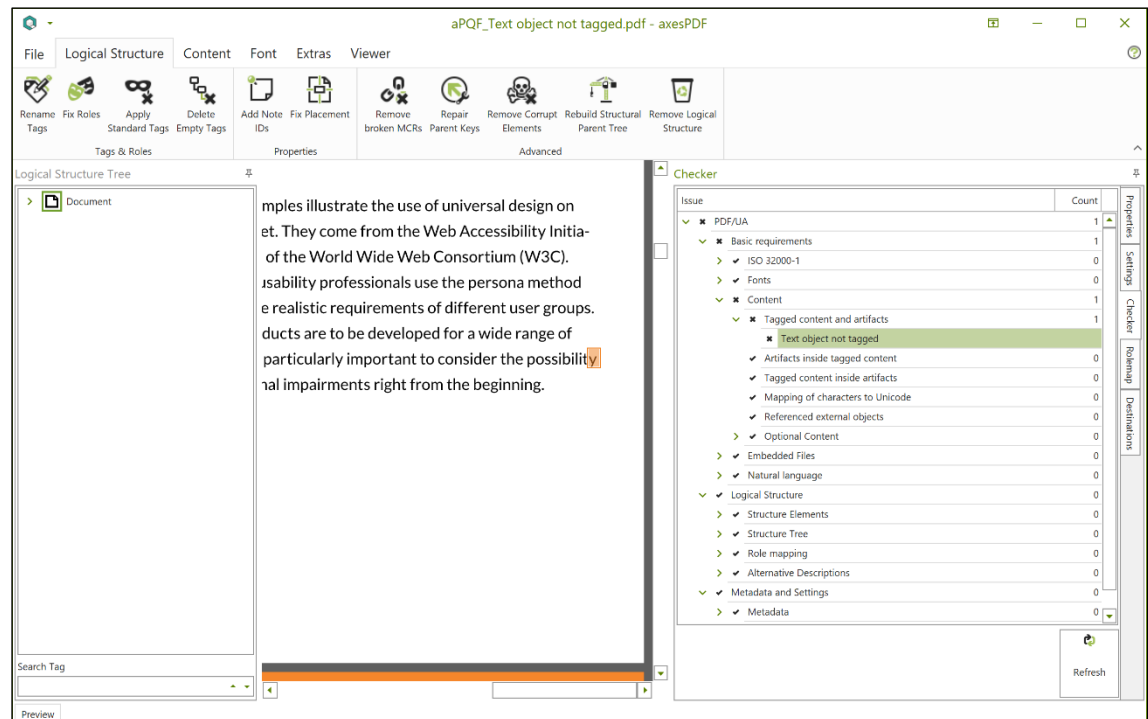 aPQF_Text object not tagged.pdf - axesPDF
File Logical Structure Content Font Extras Viewer
Rename Tags
Fix Roles
Apply Standard Tags
Delete Empty Tags
Add Note IDs
Fix Placement
Remove broken MCRs
Repair Parent Keys
Remove Corrupt Elements
Rebuild Structural Parent Tree
Remove Logical Structure
Tags & Roles
Properties
Advanced
Logical Structure Tree
Document
Search Tag
Preview
mples illustrate the use of universal design on
et. They come from the Web Accessibility Initia-
of the World Wide Web Consortium (W3C).
usability professionals use the persona method
e realistic requirements of different user groups.
ducts are to be developed for a wide range of
particularly important to consider the possibility
nal impairments right from the beginning.
Checker
Issue Count
PDF/UA 1
Basic requirements 1
ISO 32000-1 0
Fonts 0
Content 1
Tagged content and artifacts 1
Text object not tagged
Artifacts inside tagged content 0
Tagged content inside artifacts 0
Mapping of characters to Unicode 0
Referenced external objects 0
Optional Content 0
Embedded Files 0
Natural language 0
Logical Structure 0
Structure Elements 0
Structure Tree 0
Role mapping 0
Alternative Descriptions 0
Metadata and Settings 0
Metadata 0
Refresh
Properties
Settings
Checker
Rolemap
Destinations